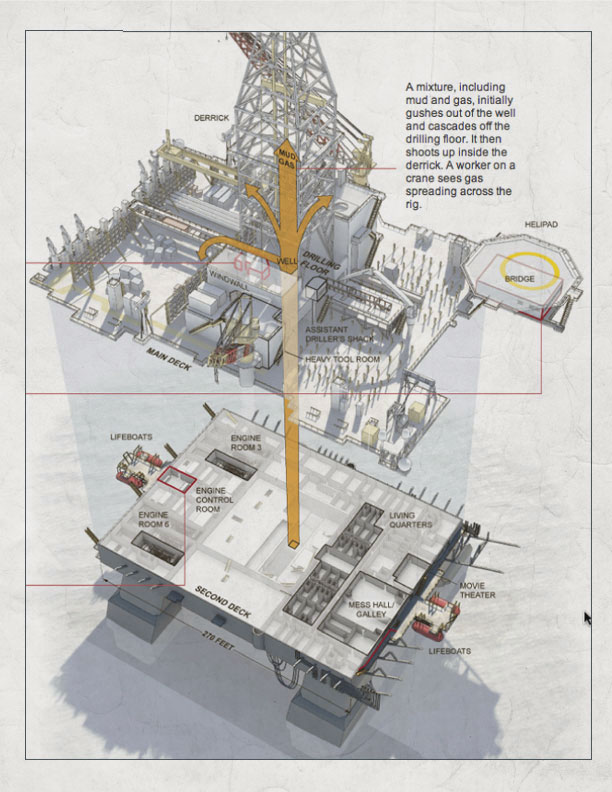 A mixture, including
mud and gas, initially
gushes out of the well
and cascades off the
drilling floor. It then
shoots up inside the
derrick. A worker on a
crane sees gas
spreading across the
rig.
DERRICK
MUD
GAS
HELIPAD
WELL
DRILLING
FLOOR
BRIDGE
WINDWALL
ASSISTANT
DRILLER'S SHACK
MAIN DECK
HEAVY TOOL ROOM
LIFEBOATS
ENGINE
ROOM 3
ENGINE
CONTROL
ROOM
LIVING
QUARTERS
ENGINE
ROOM 6
MOVIE
THEATER
SECOND DECK
MESS HALL/
GALLEY
270 FEET
LIFEBOATS